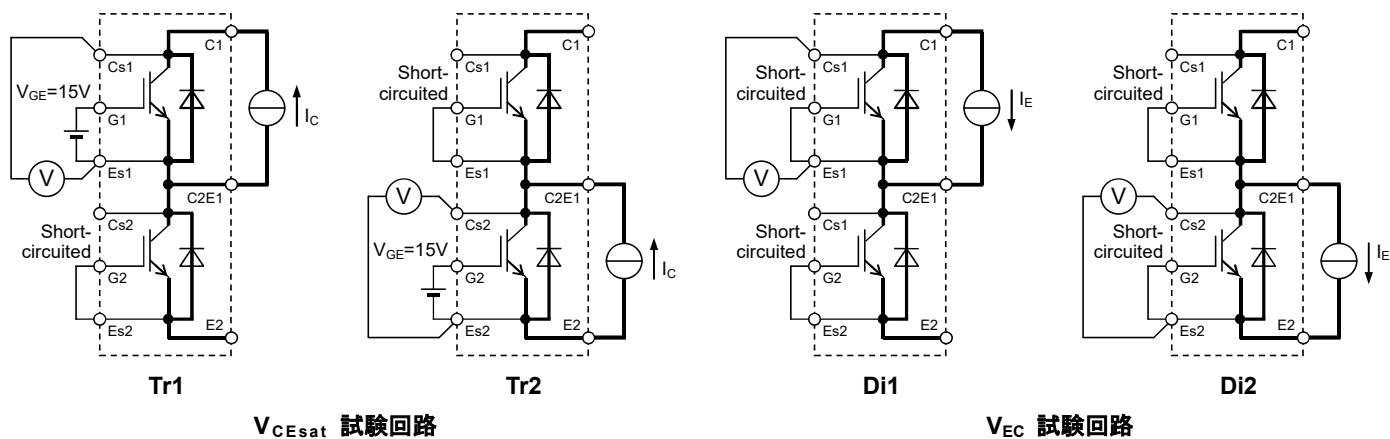 C1
Cs1
VGE=15V
G1
IC
V
Es1
C2E1
Cs2
Short-
circuited
G2
Es2
E2
Tr1
C1
Cs1
Short-
circuited
G1
Es1
C2E1
V
Cs2
VGE=15V
G2
IC
Es2
E2
Tr2
VCEsat 試験回路
C1
Cs1
Short-
circuited
G1
IE
V
Es1
C2E1
Cs1
Short-
circuited
G2
Es2
E2
Di1
C1
Cs1
Short-
circuited
G1
Es1
C2E1
V
Cs2
Short-
circuited
G2
IE
Es2
E2
Di2
VEC 試験回路